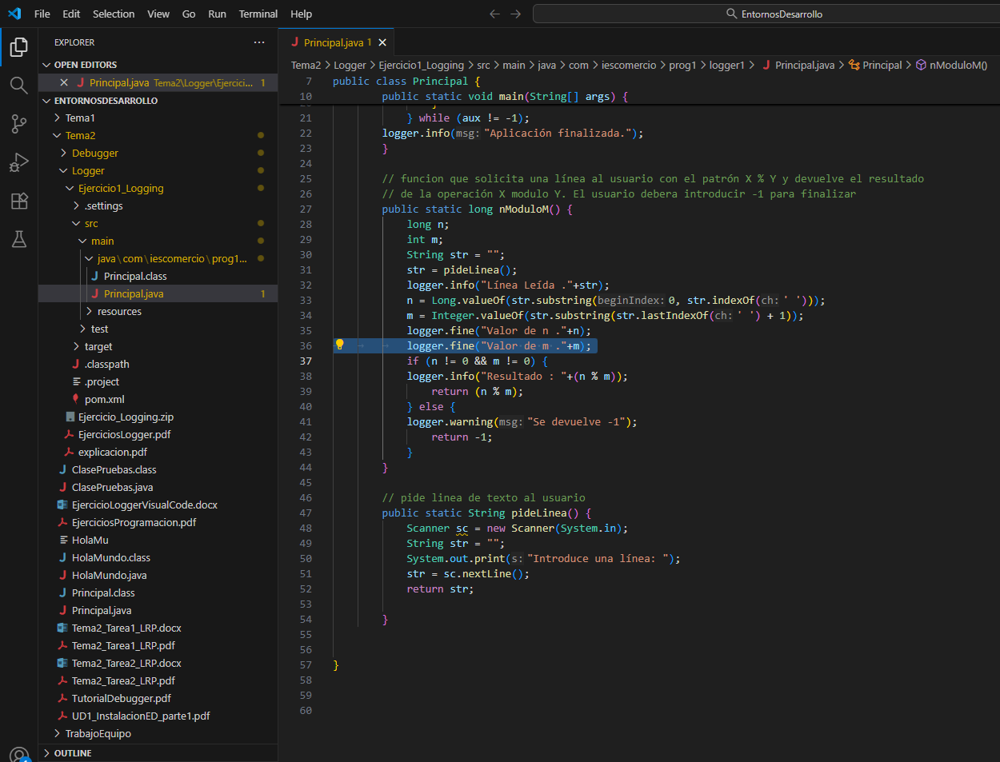 File Edit Selection View Go Run Terminal Help
EntornosDesarrollo
EXPLORER
OPEN EDITORS
Principal.java Tema2\Logger\Ejercici... 1
ENTORNOSDESARROLLO
Tema1
Tema2
Debugger
Logger
Ejercicio1_Logging
.settings
src
main
java\com\iescomercio\prog1...
Principal.class
Principal.java 1
resources
test
target
.classpath
.project
pom.xml
Ejercicio_Logging.zip
EjerciciosLogger.pdf
explicacion.pdf
ClasePruebas.class
ClasePruebas.java
EjercicioLoggerVisualCode.docx
EjerciciosProgramacion.pdf
HolaMu
HolaMundo.class
HolaMundo.java
Principal.class
Principal.java
Tema2_Tarea1_LRP.docx
Tema2_Tarea1_LRP.pdf
Tema2_Tarea2_LRP.docx
Tema2_Tarea2_LRP.pdf
TutorialDebugger.pdf
UD1_InstalacionED_parte1.pdf
TrabajoEquipo
OUTLINE
Principal.java 1
Tema2 > Logger > Ejercicio1_Logging > src > main > java > com > iescomercio > prog1 > logger1 > Principal.java > Principal > nModuloM()
7 public class Principal {
10 public static void main(String[] args) {
21 } while (aux != -1);
22 logger.info(msg: "Aplicación finalizada.");
23 }
24
25 // funcion que solicita una línea al usuario con el patrón X % Y y devuelve el resultado
26 // de la operación X modulo Y. El usuario debera introducir -1 para finalizar
27 public static long nModuloM() {
28 long n;
29 int m;
30 String str = "";
31 str = pideLinea();
32 logger.info("Línea Leída ."+str);
33 n = Long.valueOf(str.substring(beginIndex: 0, str.indexOf(ch: ' ')));
34 m = Integer.valueOf(str.substring(str.lastIndexOf(ch: ' ') + 1));
35 logger.fine("Valor de n ."+n);
36 logger.fine("Valor de m ."+m);
37 if (n != 0 && m != 0) {
38 logger.info("Resultado : "+(n % m));
39 return (n % m);
40 } else {
41 logger.warning(msg: "Se devuelve -1");
42 return -1;
43 }
44 }
45
46 // pide linea de texto al usuario
47 public static String pideLinea() {
48 Scanner sc = new Scanner(System.in);
49 String str = "";
50 System.out.print(s: "Introduce una línea: ");
51 str = sc.nextLine();
52 return str;
53
54 }
55
56
57 }
58
59
60